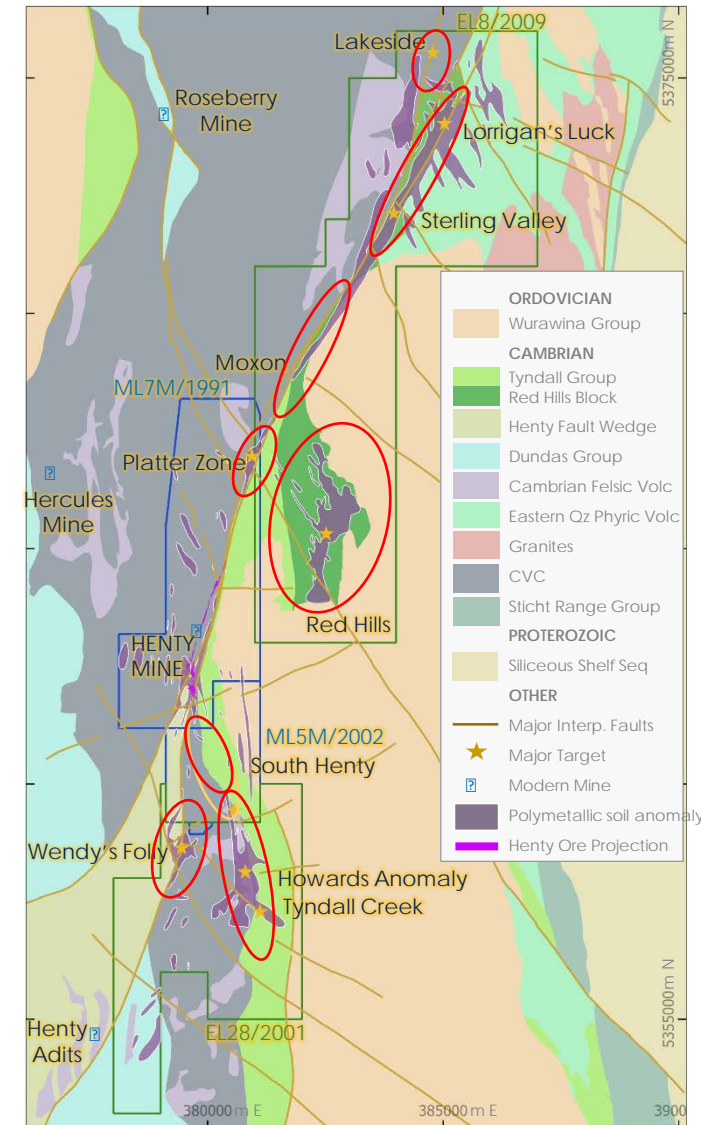 EL8/2009
Lakeside
5375000m N
Roseberry
Mine
Lorrigan's Luck
Sterling Valley
Moxon
ML7M/1991
Platter Zone
Hercules
Mine
Red Hills
HENTY
MINE
ML5M/2002
South Henty
Wendy's Folly
Howards Anomaly
Tyndall Creek
Henty
Adits
EL28/2001
5355000m N
380000m E
385000m E
3900
ORDOVICIAN
Wurawina Group
CAMBRIAN
Tyndall Group
Red Hills Block
Henty Fault Wedge
Dundas Group
Cambrian Felsic Volc
Eastern Qz Phyric Volc
Granites
CVC
Sticht Range Group
PROTEROZOIC
Siliceous Shelf Seq
OTHER
Major Interp. Faults
Major Target
Modern Mine
Polymetallic soil anomaly
Henty Ore Projection